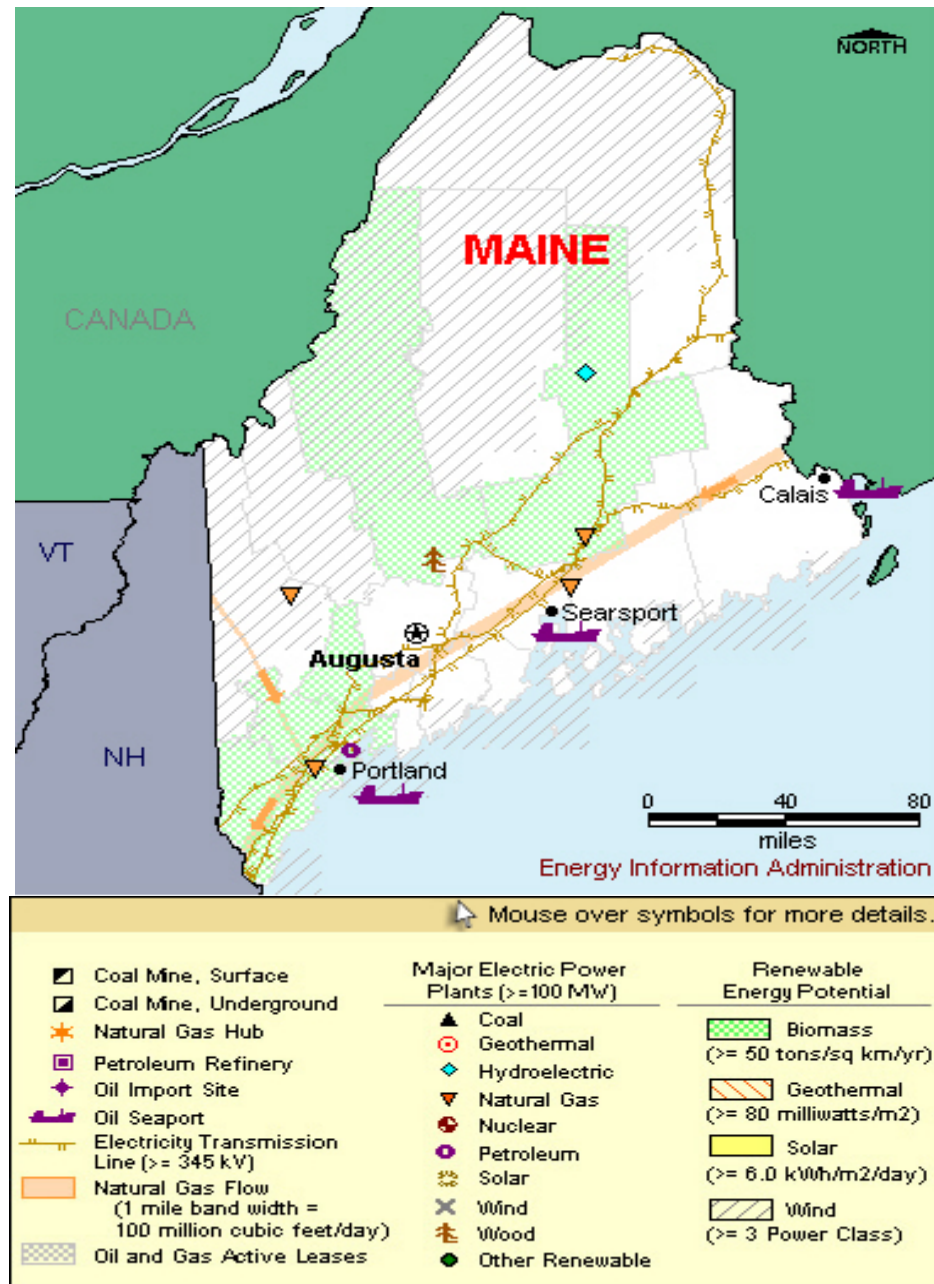 NORTH
MAINE
CANADA
Calais
VT
Searsport
Augusta
NH
Portland
0 40 80
miles
Energy Information Administration
Mouse over symbols for more details.
Coal Mine, Surface
Coal Mine, Underground
Natural Gas Hub
Petroleum Refinery
Oil Import Site
Oil Seaport
Electricity Transmission
Line (>= 345 kV)
Natural Gas Flow
(1 mile band width =
100 million cubic feet/day)
Oil and Gas Active Leases
Major Electric Power
Plants (>=100 MW)
Coal
Geothermal
Hydroelectric
Natural Gas
Nuclear
Petroleum
Solar
Wind
Wood
Other Renewable
Renewable
Energy Potential
Biomass
(>= 50 tons/sq km/yr)
Geothermal
(>= 80 milliwatts/m2)
Solar
(>= 6.0 kWh/m2/day)
Wind
(>= 3 Power Class)